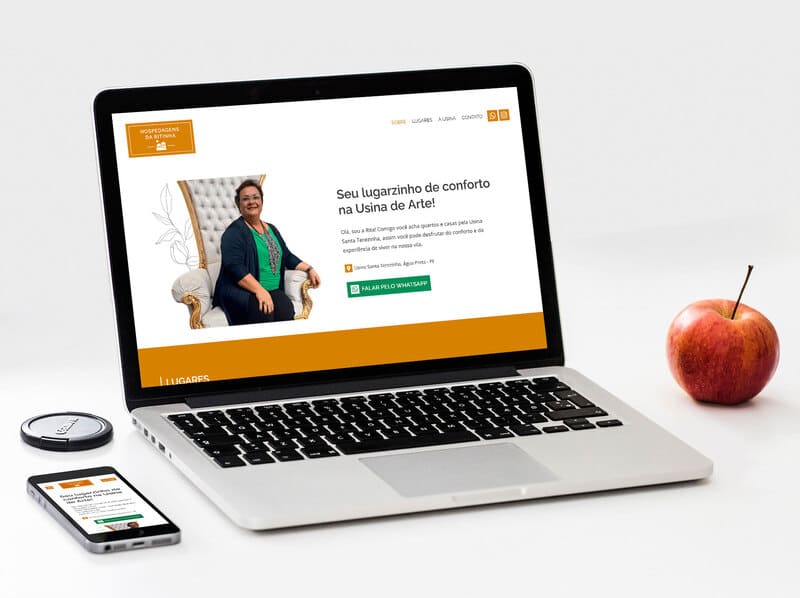 HOSPEDAGENS
DA RITINHA
SOBRE LUGARES A USINA CONTATO
Seu lugarzinho de conforto
na Usina de Arte!
Olá, sou a Rita! Comigo você acha quartos e casas pela Usina
Santa Terezinha, assim você pode desfrutar do conforto e da
experiência de viver na nossa vila.
Usina Santa Terezinha, Água Preta - PE
FALAR PELO WHATSAPP
LUGARES
Seu lugarzinho de
conforto na Usina
de Arte!